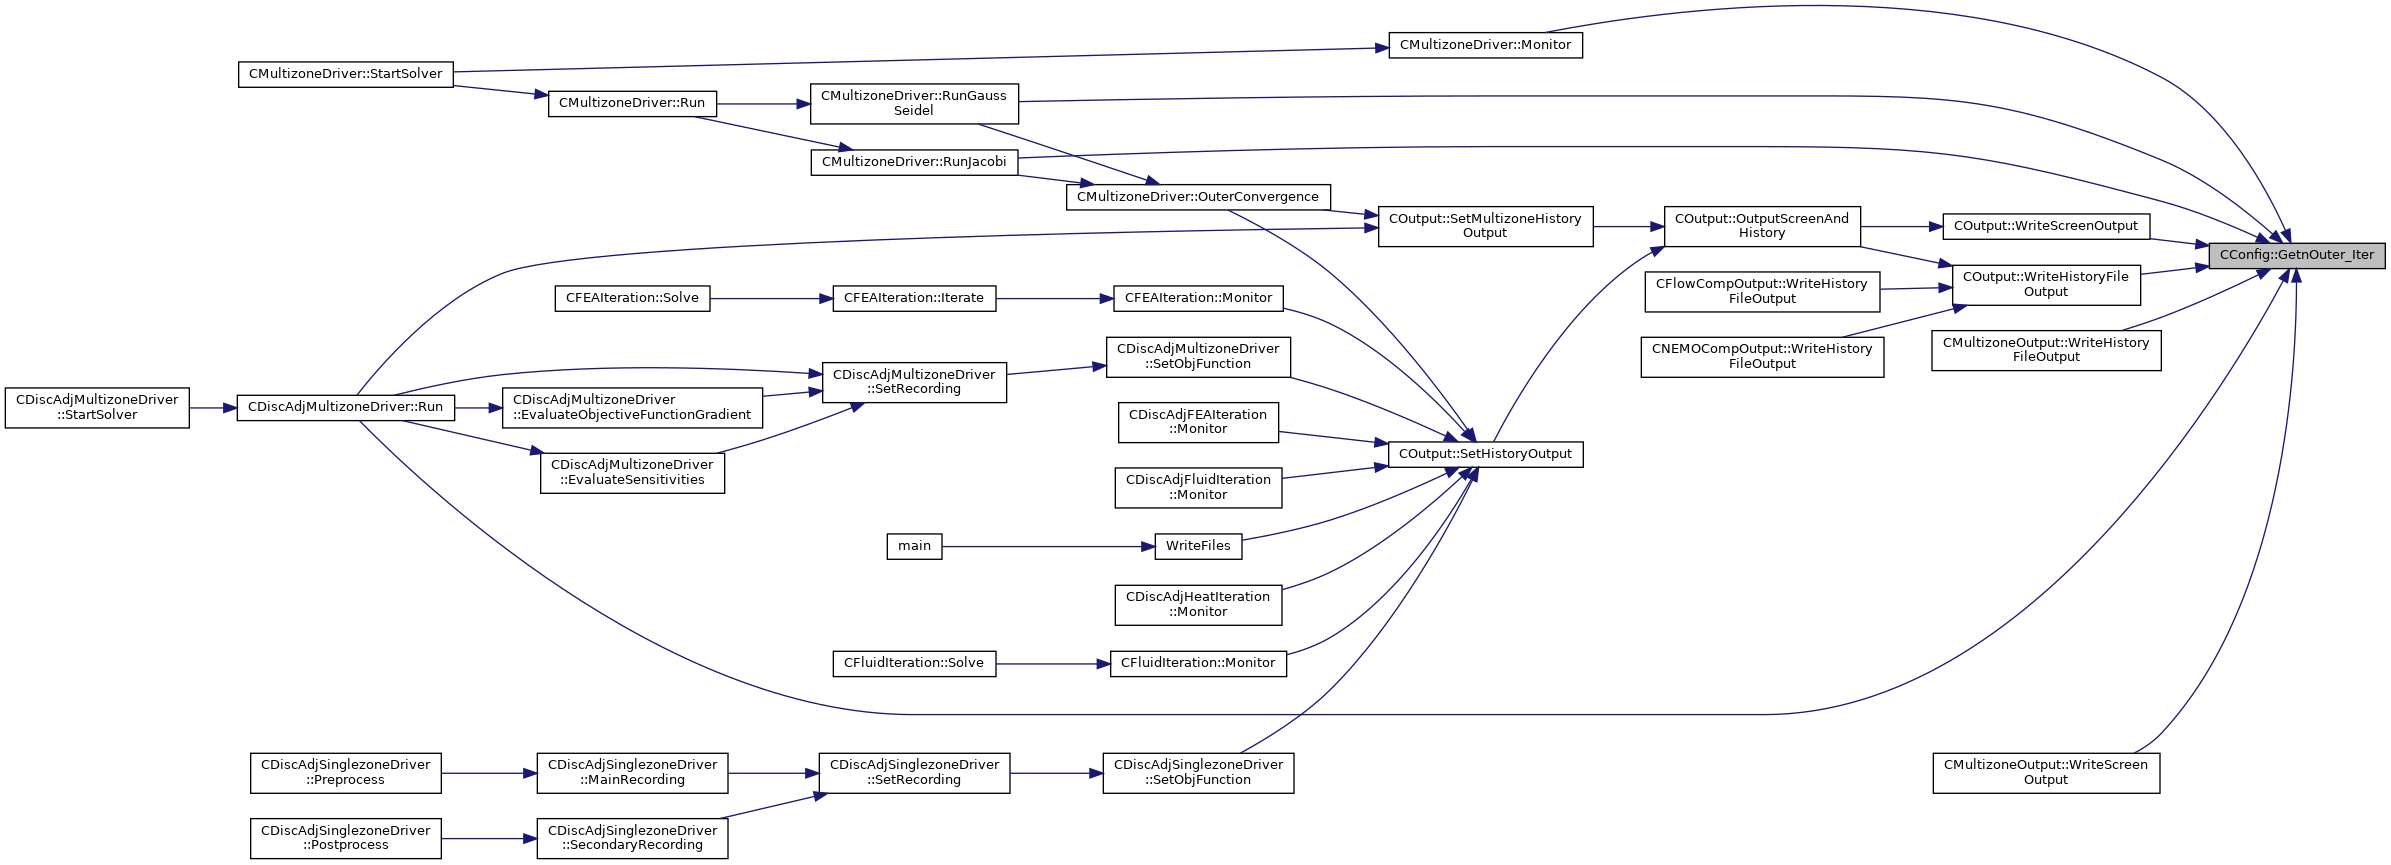 CMultizoneDriver::Monitor
CMultizoneDriver::StartSolver
CMultizoneDriver::Run
CMultizoneDriver::RunGauss
Seidel
CMultizoneDriver::RunJacobi
CMultizoneDriver::OuterConvergence
COutput::SetMultizoneHistory
Output
COutput::OutputScreenAnd
History
COutput::WriteScreenOutput
CConfig::GetnOuter_Iter
COutput::WriteHistoryFile
Output
CFlowCompOutput::WriteHistory
FileOutput
CFEAIteration::Solve
CFEAIteration::Iterate
CFEAIteration::Monitor
CNEMOCompOutput::WriteHistory
FileOutput
CMultizoneOutput::WriteHistory
FileOutput
CDiscAdjMultizoneDriver
::SetObjFunction
CDiscAdjMultizoneDriver
::SetRecording
CDiscAdjMultizoneDriver
::StartSolver
CDiscAdjMultizoneDriver::Run
CDiscAdjMultizoneDriver
::EvaluateObjectiveFunctionGradient
CDiscAdjFEAIteration
::Monitor
COutput::SetHistoryOutput
CDiscAdjMultizoneDriver
::EvaluateSensitivities
CDiscAdjFluidIteration
::Monitor
main
WriteFiles
CDiscAdjHeatIteration
::Monitor
CFluidIteration::Solve
CFluidIteration::Monitor
CDiscAdjSinglezoneDriver
::Preprocess
CDiscAdjSinglezoneDriver
::MainRecording
CDiscAdjSinglezoneDriver
::SetRecording
CDiscAdjSinglezoneDriver
::SetObjFunction
CMultizoneOutput::WriteScreen
Output
CDiscAdjSinglezoneDriver
::Postprocess
CDiscAdjSinglezoneDriver
::SecondaryRecording